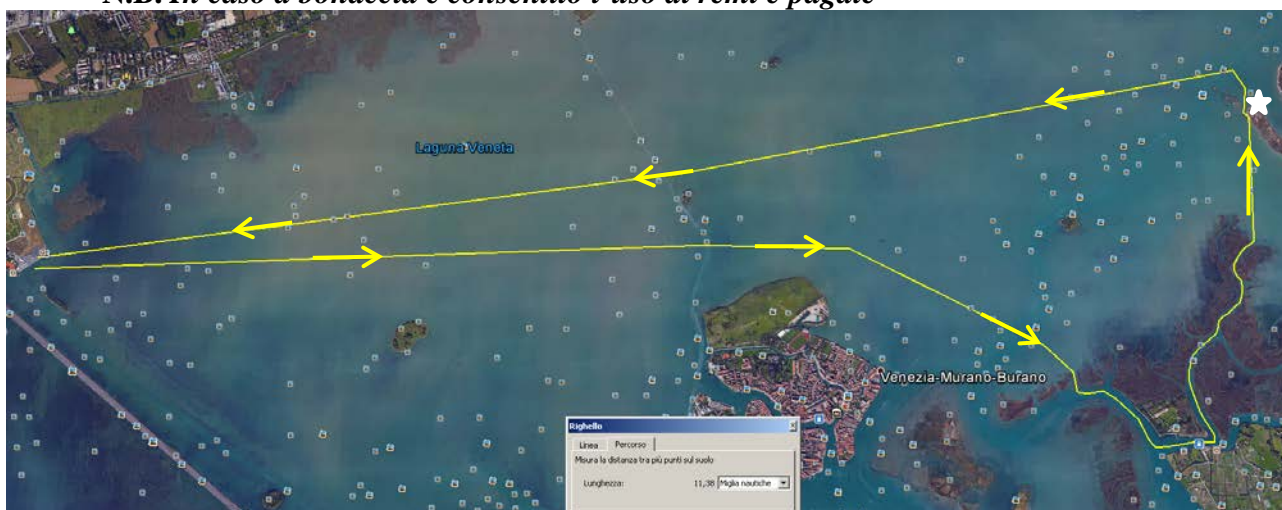 N.B. In caso d'bonaccia è consentito l'uso di remi e pagaie
Laguna Veneta
Venezia-Murano-Burano
Righello
Linea Percorso
Misura la distanza tra più punti sul suolo
Lunghezza: 11,38 Miglia nautiche